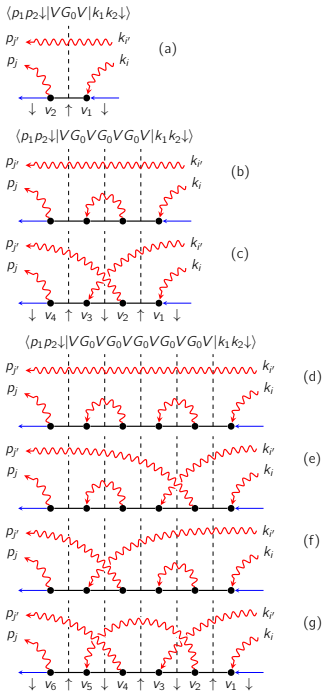 ⟨p₁p₂↓|VG₀V|k₁k₂↓⟩
pⱼ′ kᵢ′ (a)
pⱼ kᵢ
↓ v₂ ↑ v₁ ↓
⟨p₁p₂↓|VG₀VG₀VG₀V|k₁k₂↓⟩
pⱼ′ kᵢ′ (b)
pⱼ kᵢ
pⱼ′ kᵢ′ (c)
pⱼ kᵢ
↓ v₄ ↑ v₃ ↓ v₂ ↑ v₁ ↓
⟨p₁p₂↓|VG₀VG₀VG₀VG₀VG₀V|k₁k₂↓⟩
pⱼ′ kᵢ′ (d)
pⱼ kᵢ
pⱼ′ kᵢ′ (e)
pⱼ kᵢ
pⱼ′ kᵢ′ (f)
pⱼ kᵢ
pⱼ′ kᵢ′ (g)
pⱼ kᵢ
↓ v₆ ↑ v₅ ↓ v₄ ↑ v₃ ↓ v₂ ↑ v₁ ↓